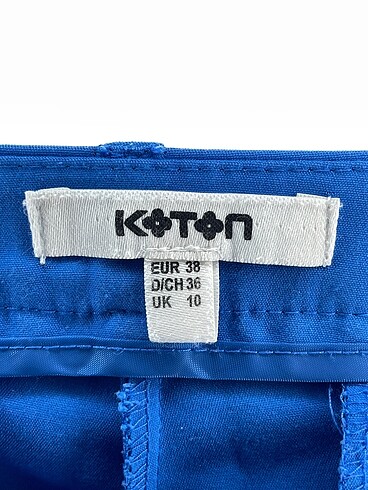 KOTON
EUR 38
D/CH 36
UK 10